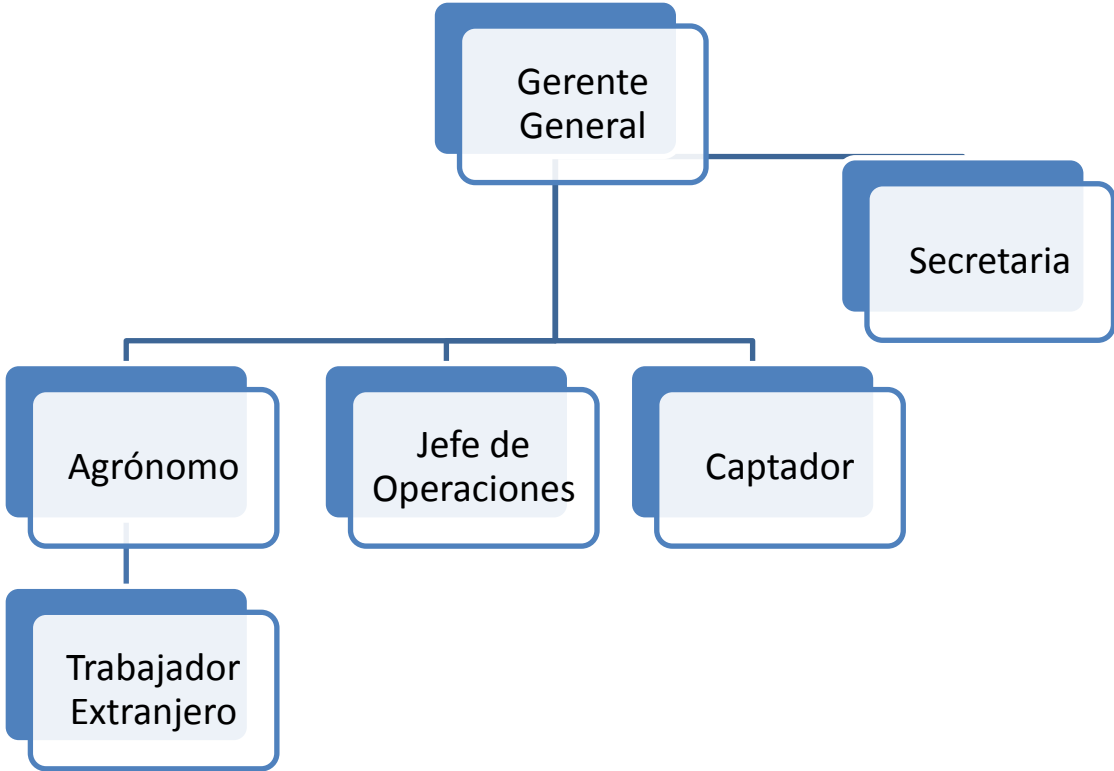 Gerente
General
Secretaria
Agrónomo
Jefe de
Operaciones
Captador
Trabajador
Extranjero